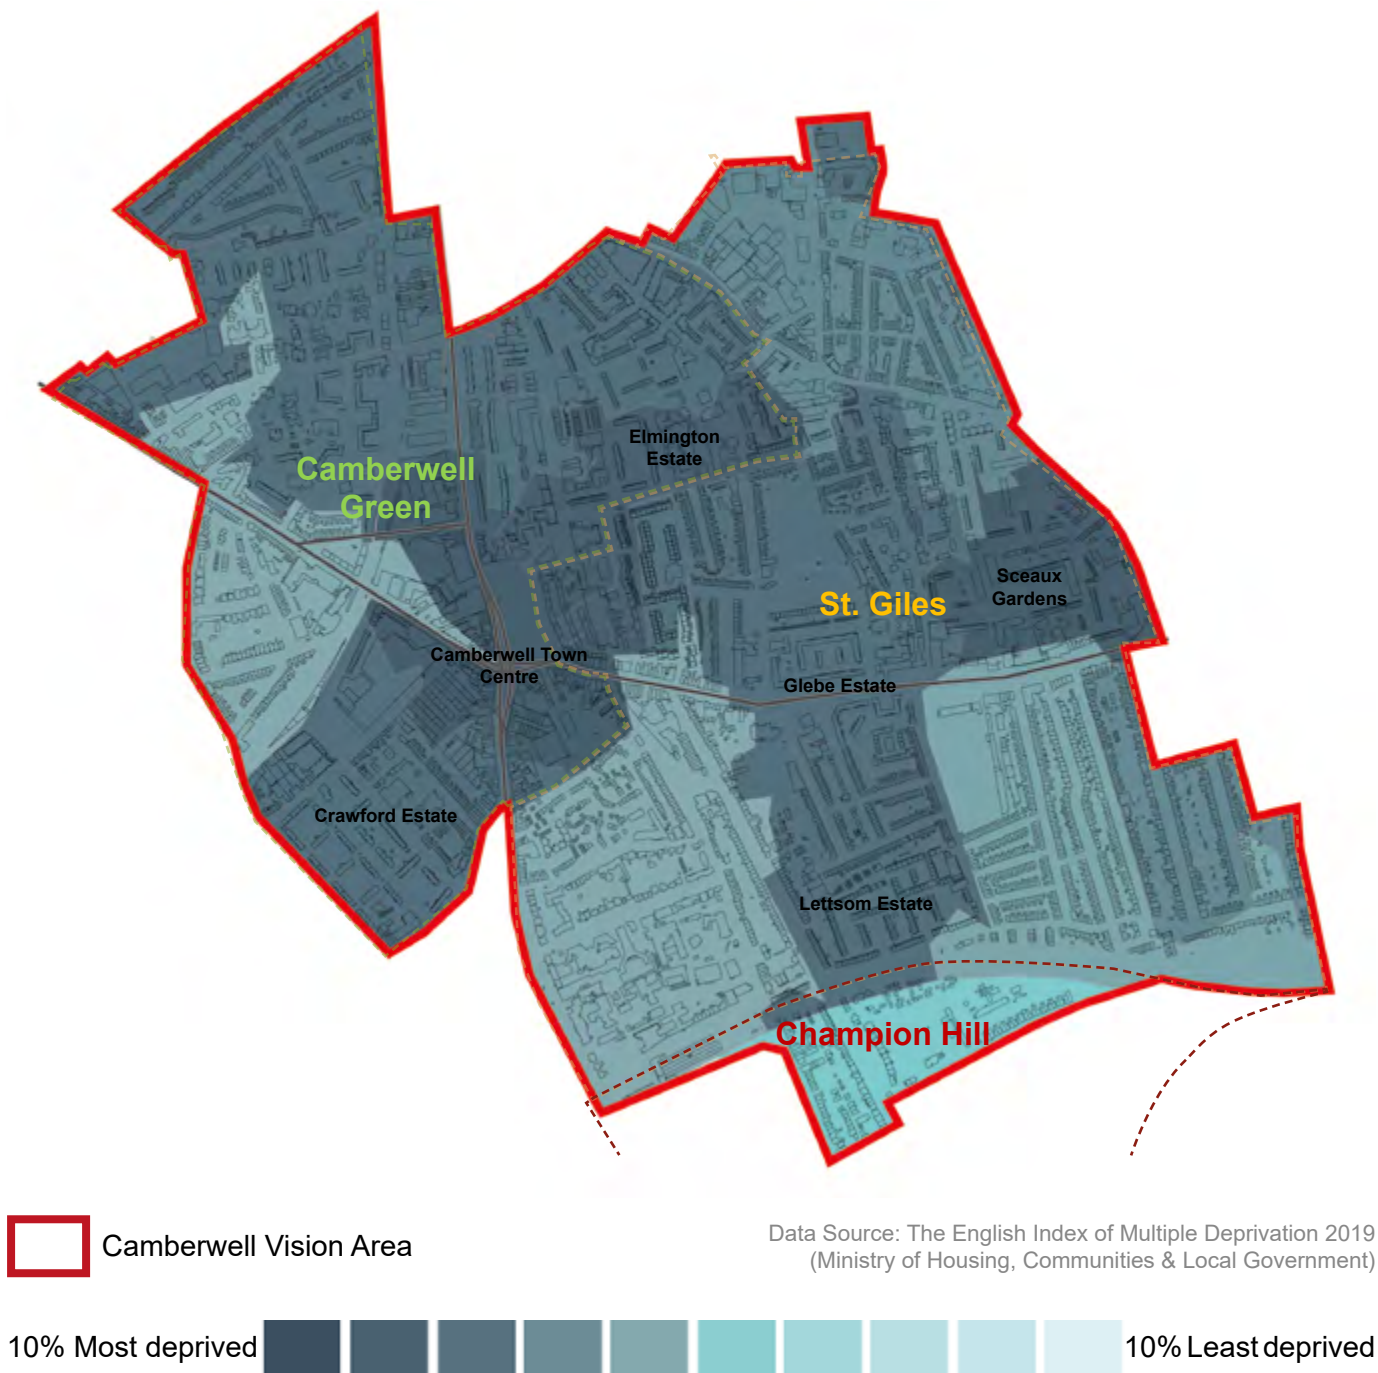 Elmington
Estate
Camberwell
Green
Sceaux
Gardens
St. Giles
Camberwell Town
Centre
Glebe Estate
Crawford Estate
Lettsom Estate
Champion Hill
Camberwell Vision Area
Data Source: The English Index of Multiple Deprivation 2019
(Ministry of Housing, Communities & Local Government)
10% Most deprived
10% Least deprived